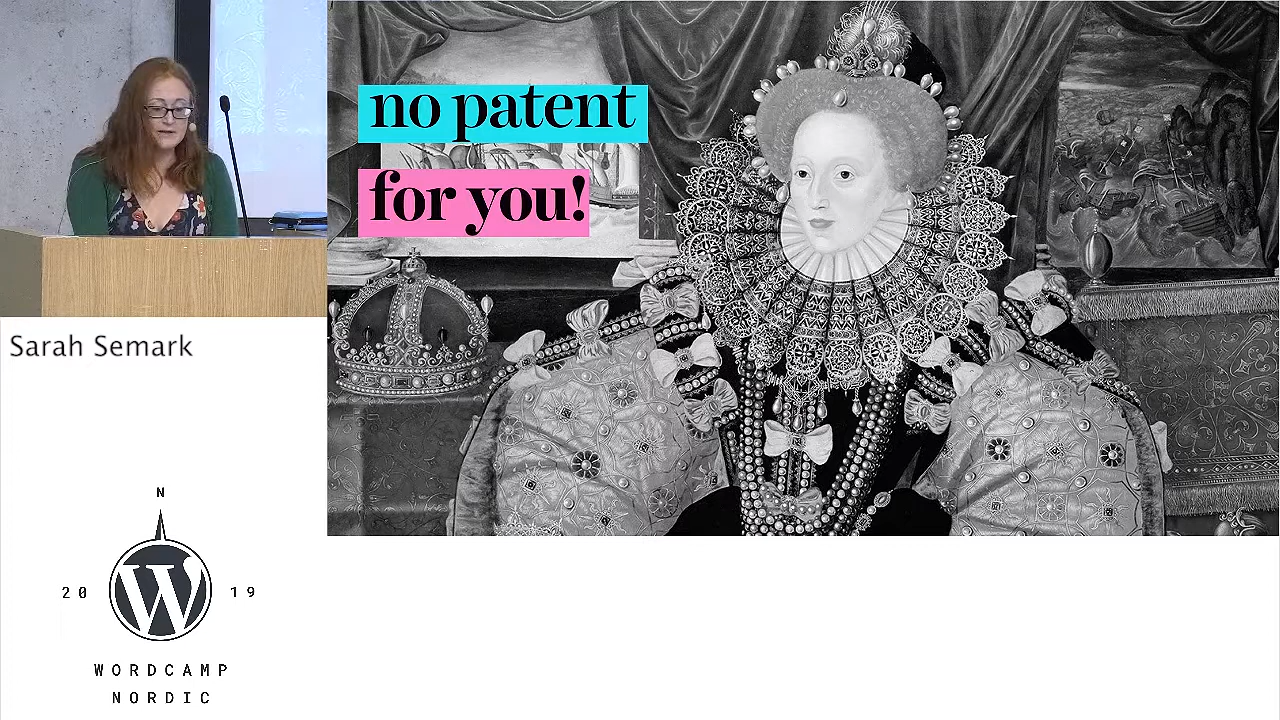 no patent
for you!
Sarah Semark
N
20 19
WORDCAMP
NORDIC